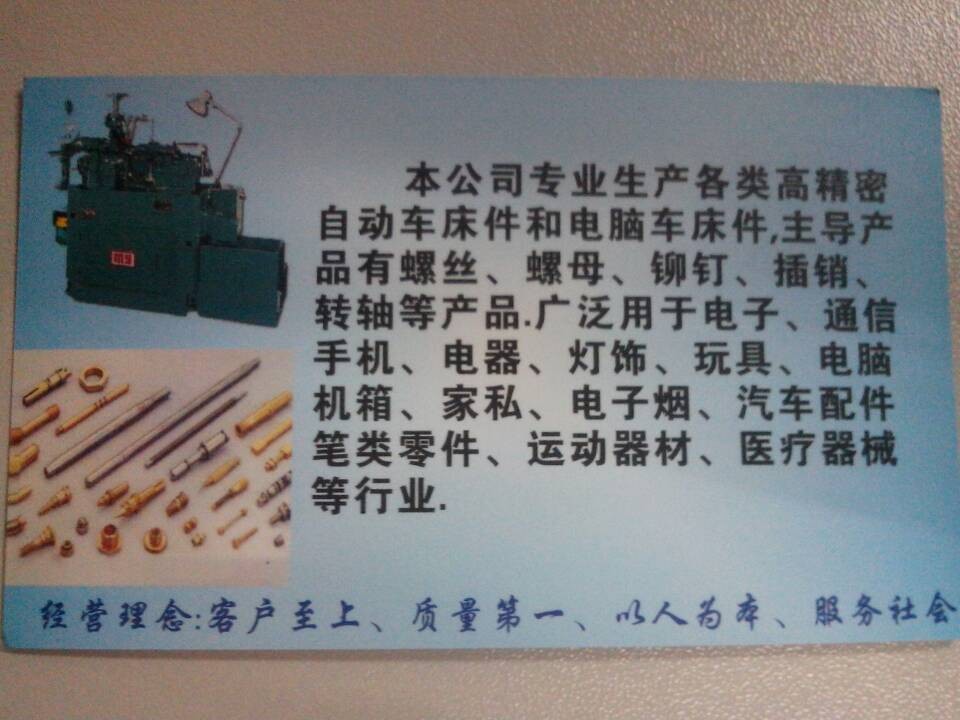 本公司专业生产各类高精密
自动车床件和电脑车床件,主导产
品有螺丝、螺母、铆钉、插销、
转轴等产品.广泛用于电子、通信
手机、电器、灯饰、玩具、电脑
机箱、家私、电子烟、汽车配件
笔类零件、运动器材、医疗器械
等行业.
经营理念:客户至上、质量第一、以人为本、服务社会